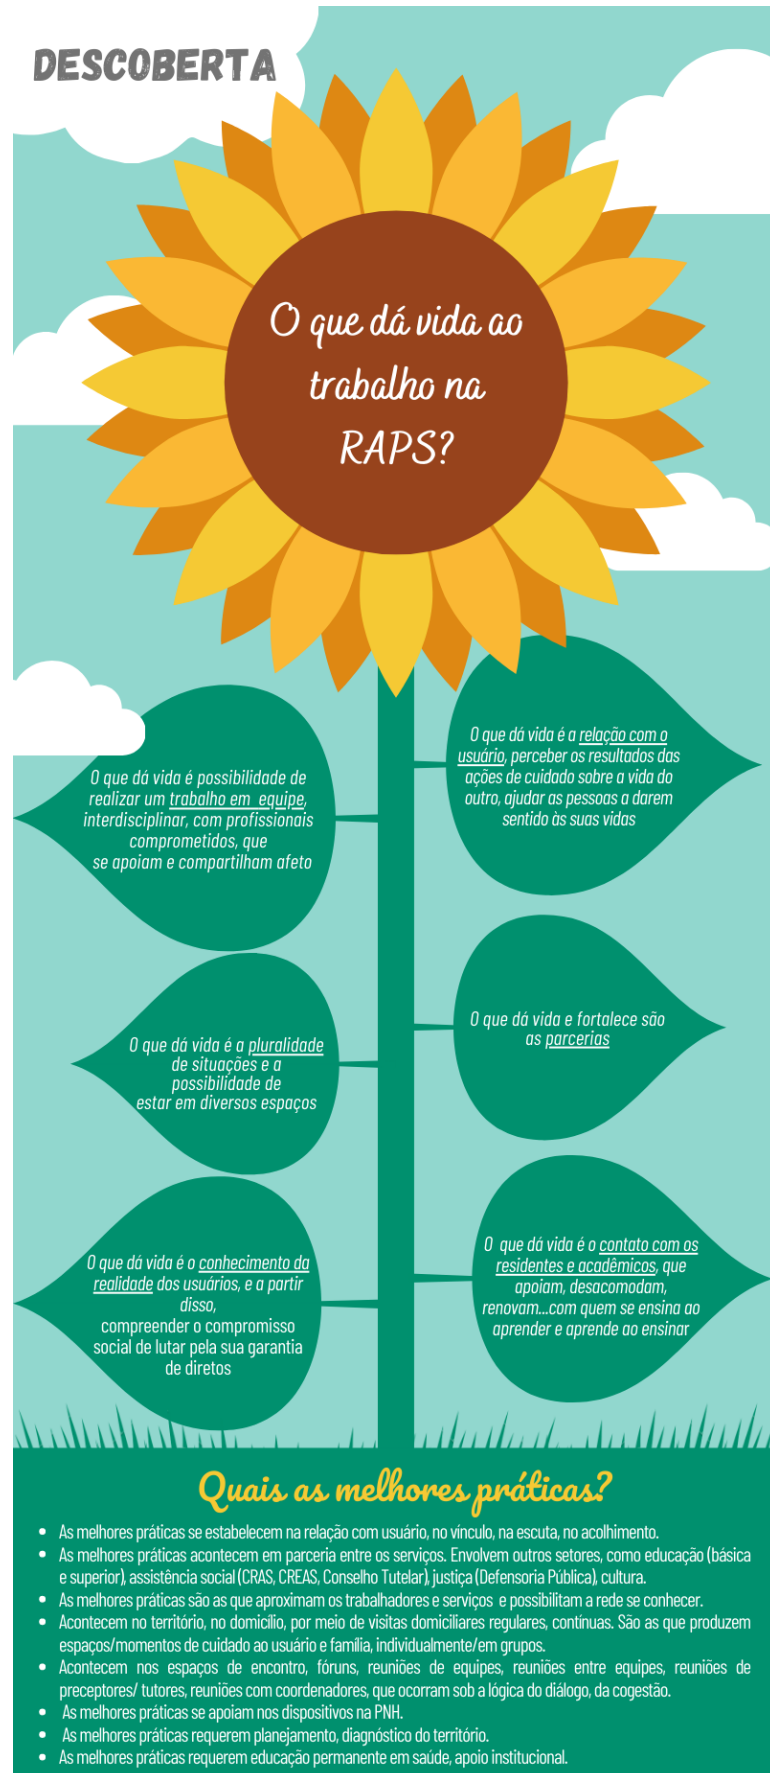 DESCOBERTA
O que dá vida ao
trabalho na
RAPS?
O que dá vida é a relação com o
usuário, perceber os resultados das
ações de cuidado sobre a vida do
outro, ajudar as pessoas a darem
sentido às suas vidas
O que dá vida é possibilidade de
realizar um trabalho em equipe,
interdisciplinar, com profissionais
comprometidos, que
se apoiam e compartilham afeto
O que dá vida e fortalece são
as parcerias
O que dá vida é a pluralidade
de situações e a
possibilidade de
estar em diversos espaços
O que dá vida é o contato com os
residentes e acadêmicos, que
apoiam, desacomodam,
renovam...com quem se ensina ao
aprender e aprende ao ensinar
O que dá vida é o conhecimento da
realidade dos usuários, e a partir
disso,
compreender o compromisso
social de lutar pela sua garantia
de diretos
Quais as melhores práticas?
• As melhores práticas se estabelecem na relação com usuário, no vínculo, na escuta, no acolhimento.
• As melhores práticas acontecem em parceria entre os serviços. Envolvem outros setores, como educação (básica
e superior), assistência social (CRAS, CREAS, Conselho Tutelar), justiça (Defensoria Pública), cultura.
• As melhores práticas são as que aproximam os trabalhadores e serviços e possibilitam a rede se conhecer.
• Acontecem no território, no domicílio, por meio de visitas domiciliares regulares, contínuas. São as que produzem
espaços/momentos de cuidado ao usuário e família, individualmente/em grupos.
• Acontecem nos espaços de encontro, fóruns, reuniões de equipes, reuniões entre equipes, reuniões de
preceptores/ tutores, reuniões com coordenadores, que ocorram sob a lógica do diálogo, da cogestão.
• As melhores práticas se apoiam nos dispositivos na PNH.
• As melhores práticas requerem planejamento, diagnóstico do território.
• As melhores práticas requerem educação permanente em saúde, apoio institucional.